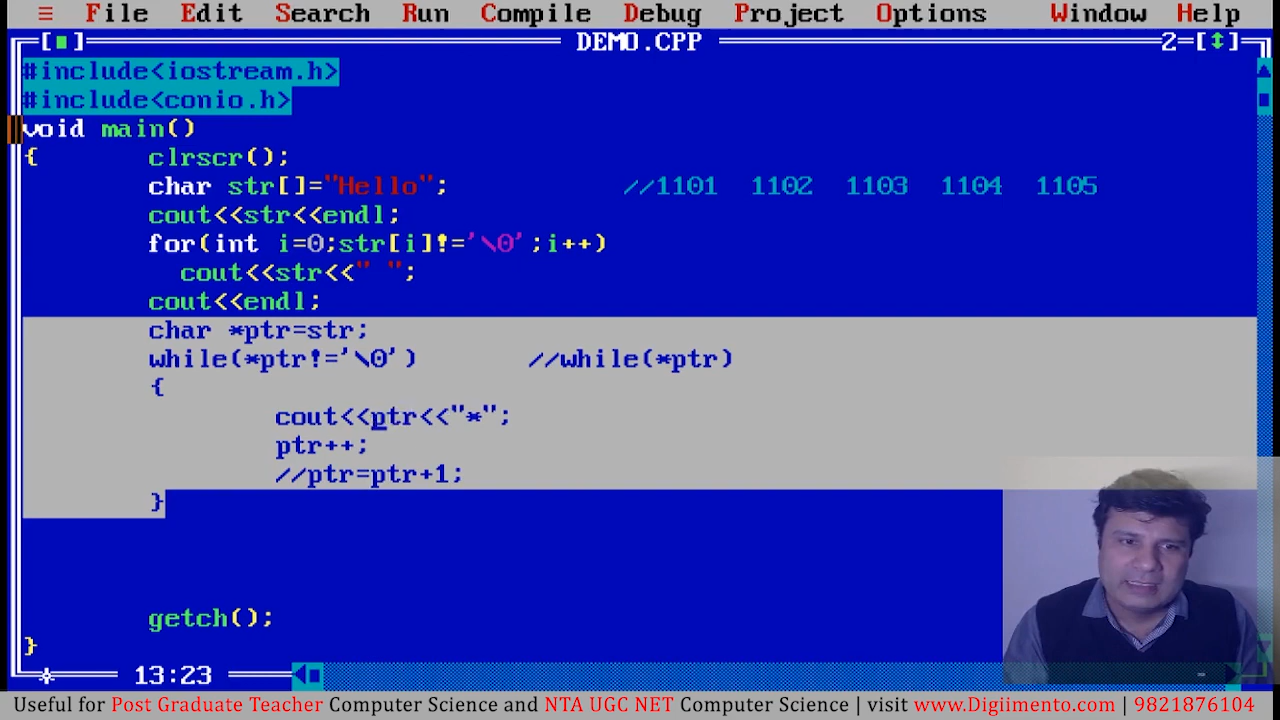 ≡ File Edit Search Run Compile Debug Project Options Window Help
[■] DEMO.CPP 2=[↕]
#include<iostream.h>
#include<conio.h>
void main()
{ clrscr();
char str[]="Hello"; //1101 1102 1103 1104 1105
cout<<str<<endl;
for(int i=0;str[i]!='\0';i++)
cout<<str<<" ";
cout<<endl;
char *ptr=str;
while(*ptr!='\0') //while(*ptr)
{
cout<<ptr<<"*";
ptr++;
//ptr=ptr+1;
}
getch();
}
13:23
Useful for Post Graduate Teacher Computer Science and NTA UGC NET Computer Science | visit www.Digiimento.com | 9821876104